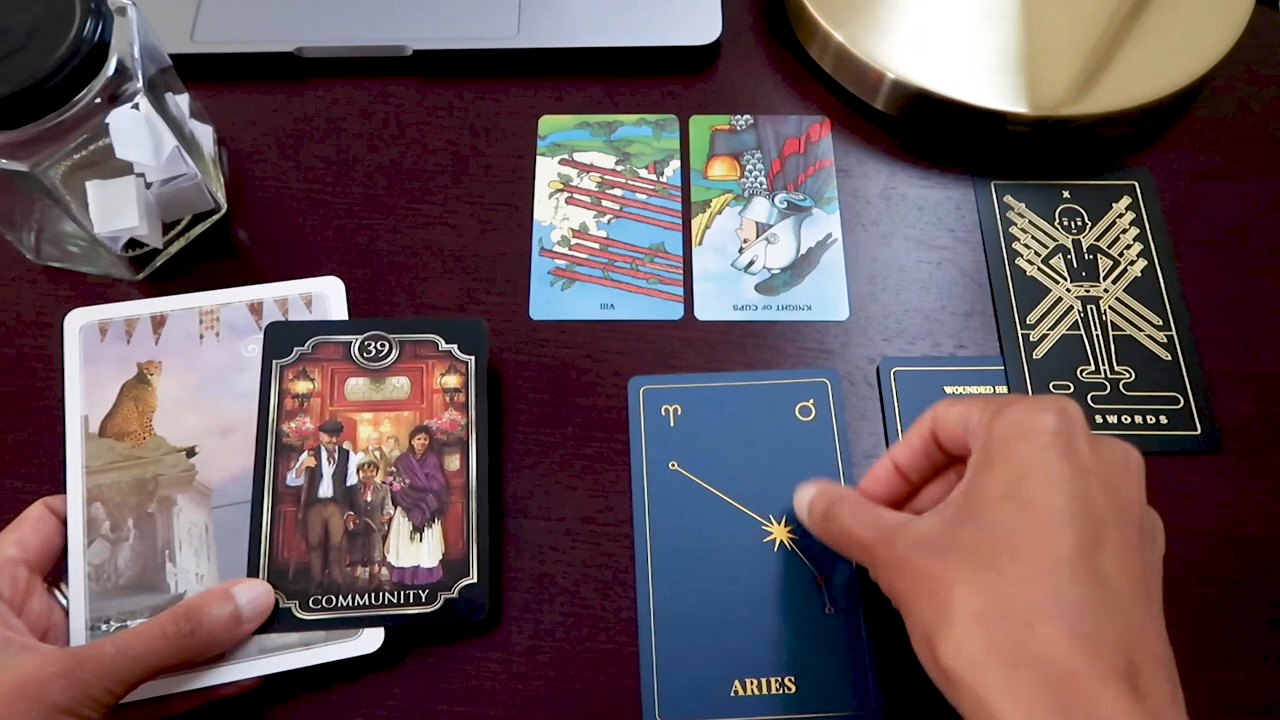 VIII
KNIGHT OF CUPS
X
SWORDS
39
COMMUNITY
WOUNDED HE
ARIES